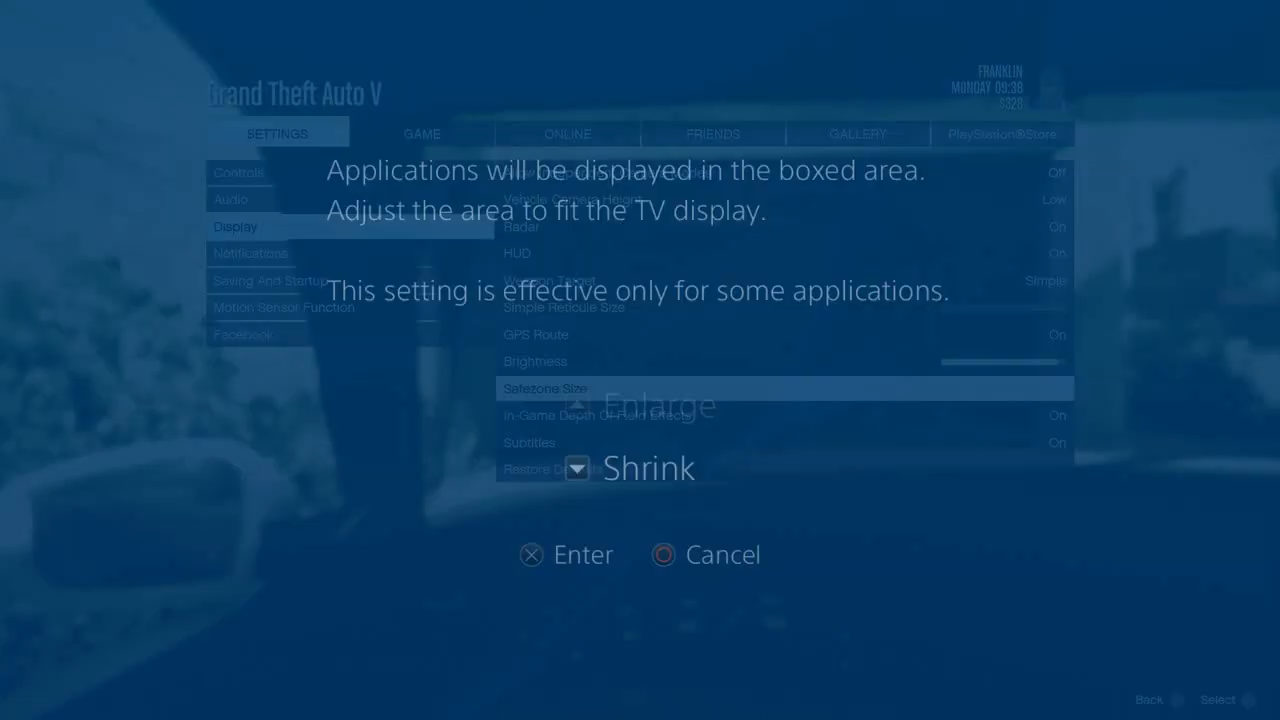 Grand Theft Auto V
FRANKLIN
MONDAY 09:38
$328
SETTINGS GAME ONLINE FRIENDS GALLERY PlayStation®Store
Applications will be displayed in the boxed area.
Adjust the area to fit the TV display.
This setting is effective only for some applications.
Enlarge
Shrink
Enter Cancel
Controls
Audio
Display
Notifications
Saving And Startup
Motion Sensor Function
Facebook
Off
Vehicle Camera Height Low
Radar On
HUD On
Weapon Target Simple
Simple Reticule Size
GPS Route On
Brightness
Safezone Size
In-Game Depth Of Field Effects On
Subtitles On
Restore
Back Select